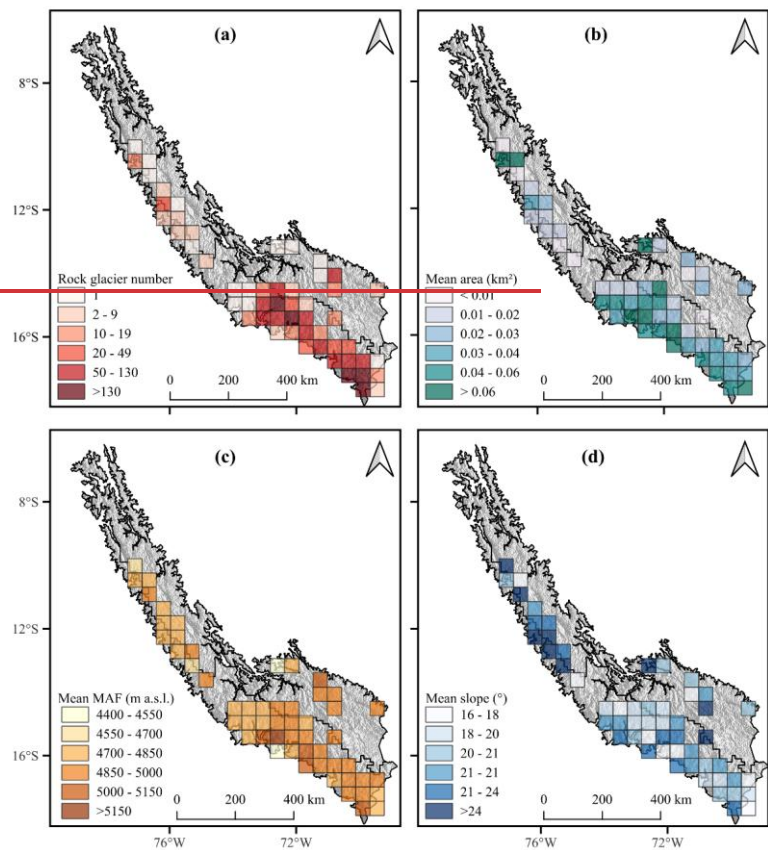 (a)
(b)
8°S
12°S
16°S
Rock glacier number
1
2 - 9
10 - 19
20 - 49
50 - 130
>130
0 200 400 km
Mean area (km²)
< 0.01
0.01 - 0.02
0.02 - 0.03
0.03 - 0.04
0.04 - 0.06
> 0.06
0 200 400 km
76°W 72°W
76°W 72°W
(c)
(d)
8°S
12°S
16°S
Mean MAF (m a.s.l.)
4400 - 4550
4550 - 4700
4700 - 4850
4850 - 5000
5000 - 5150
>5150
0 200 400 km
Mean slope (°)
16 - 18
18 - 20
20 - 21
21 - 21
21 - 24
>24
0 200 400 km
76°W 72°W
76°W 72°W